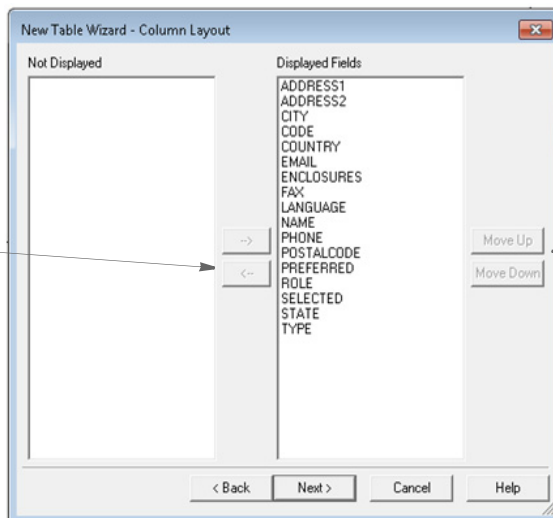 New Table Wizard - Column Layout
Not Displayed
Displayed Fields
ADDRESS1
ADDRESS2
CITY
CODE
COUNTRY
EMAIL
ENCLOSURES
FAX
LANGUAGE
NAME
PHONE
POSTALCODE
PREFERRED
ROLE
SELECTED
STATE
TYPE
-->
<--
Move Up
Move Down
< Back
Next >
Cancel
Help